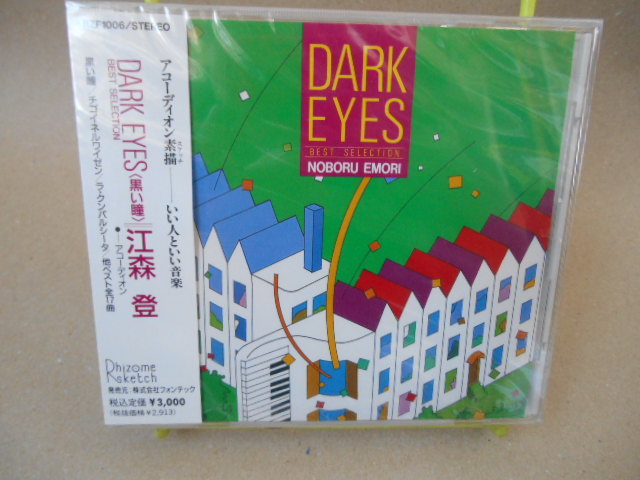 RZF1006/STEREO
アコーディオン素描
スケッチ
いい人といい音楽
DARK EYES〈黒い瞳〉江森 登
BEST SELECTION
アコーディオン
黒い瞳/チゴイネルワイゼン/ラ・クンパルシータ/他ベスト全17曲
Rhizome
sketch
発売元:株式会社フォンテック
税込定価¥3,000
(税抜価格¥2,913)
DARK
EYES
BEST SELECTION
NOBORU EMORI